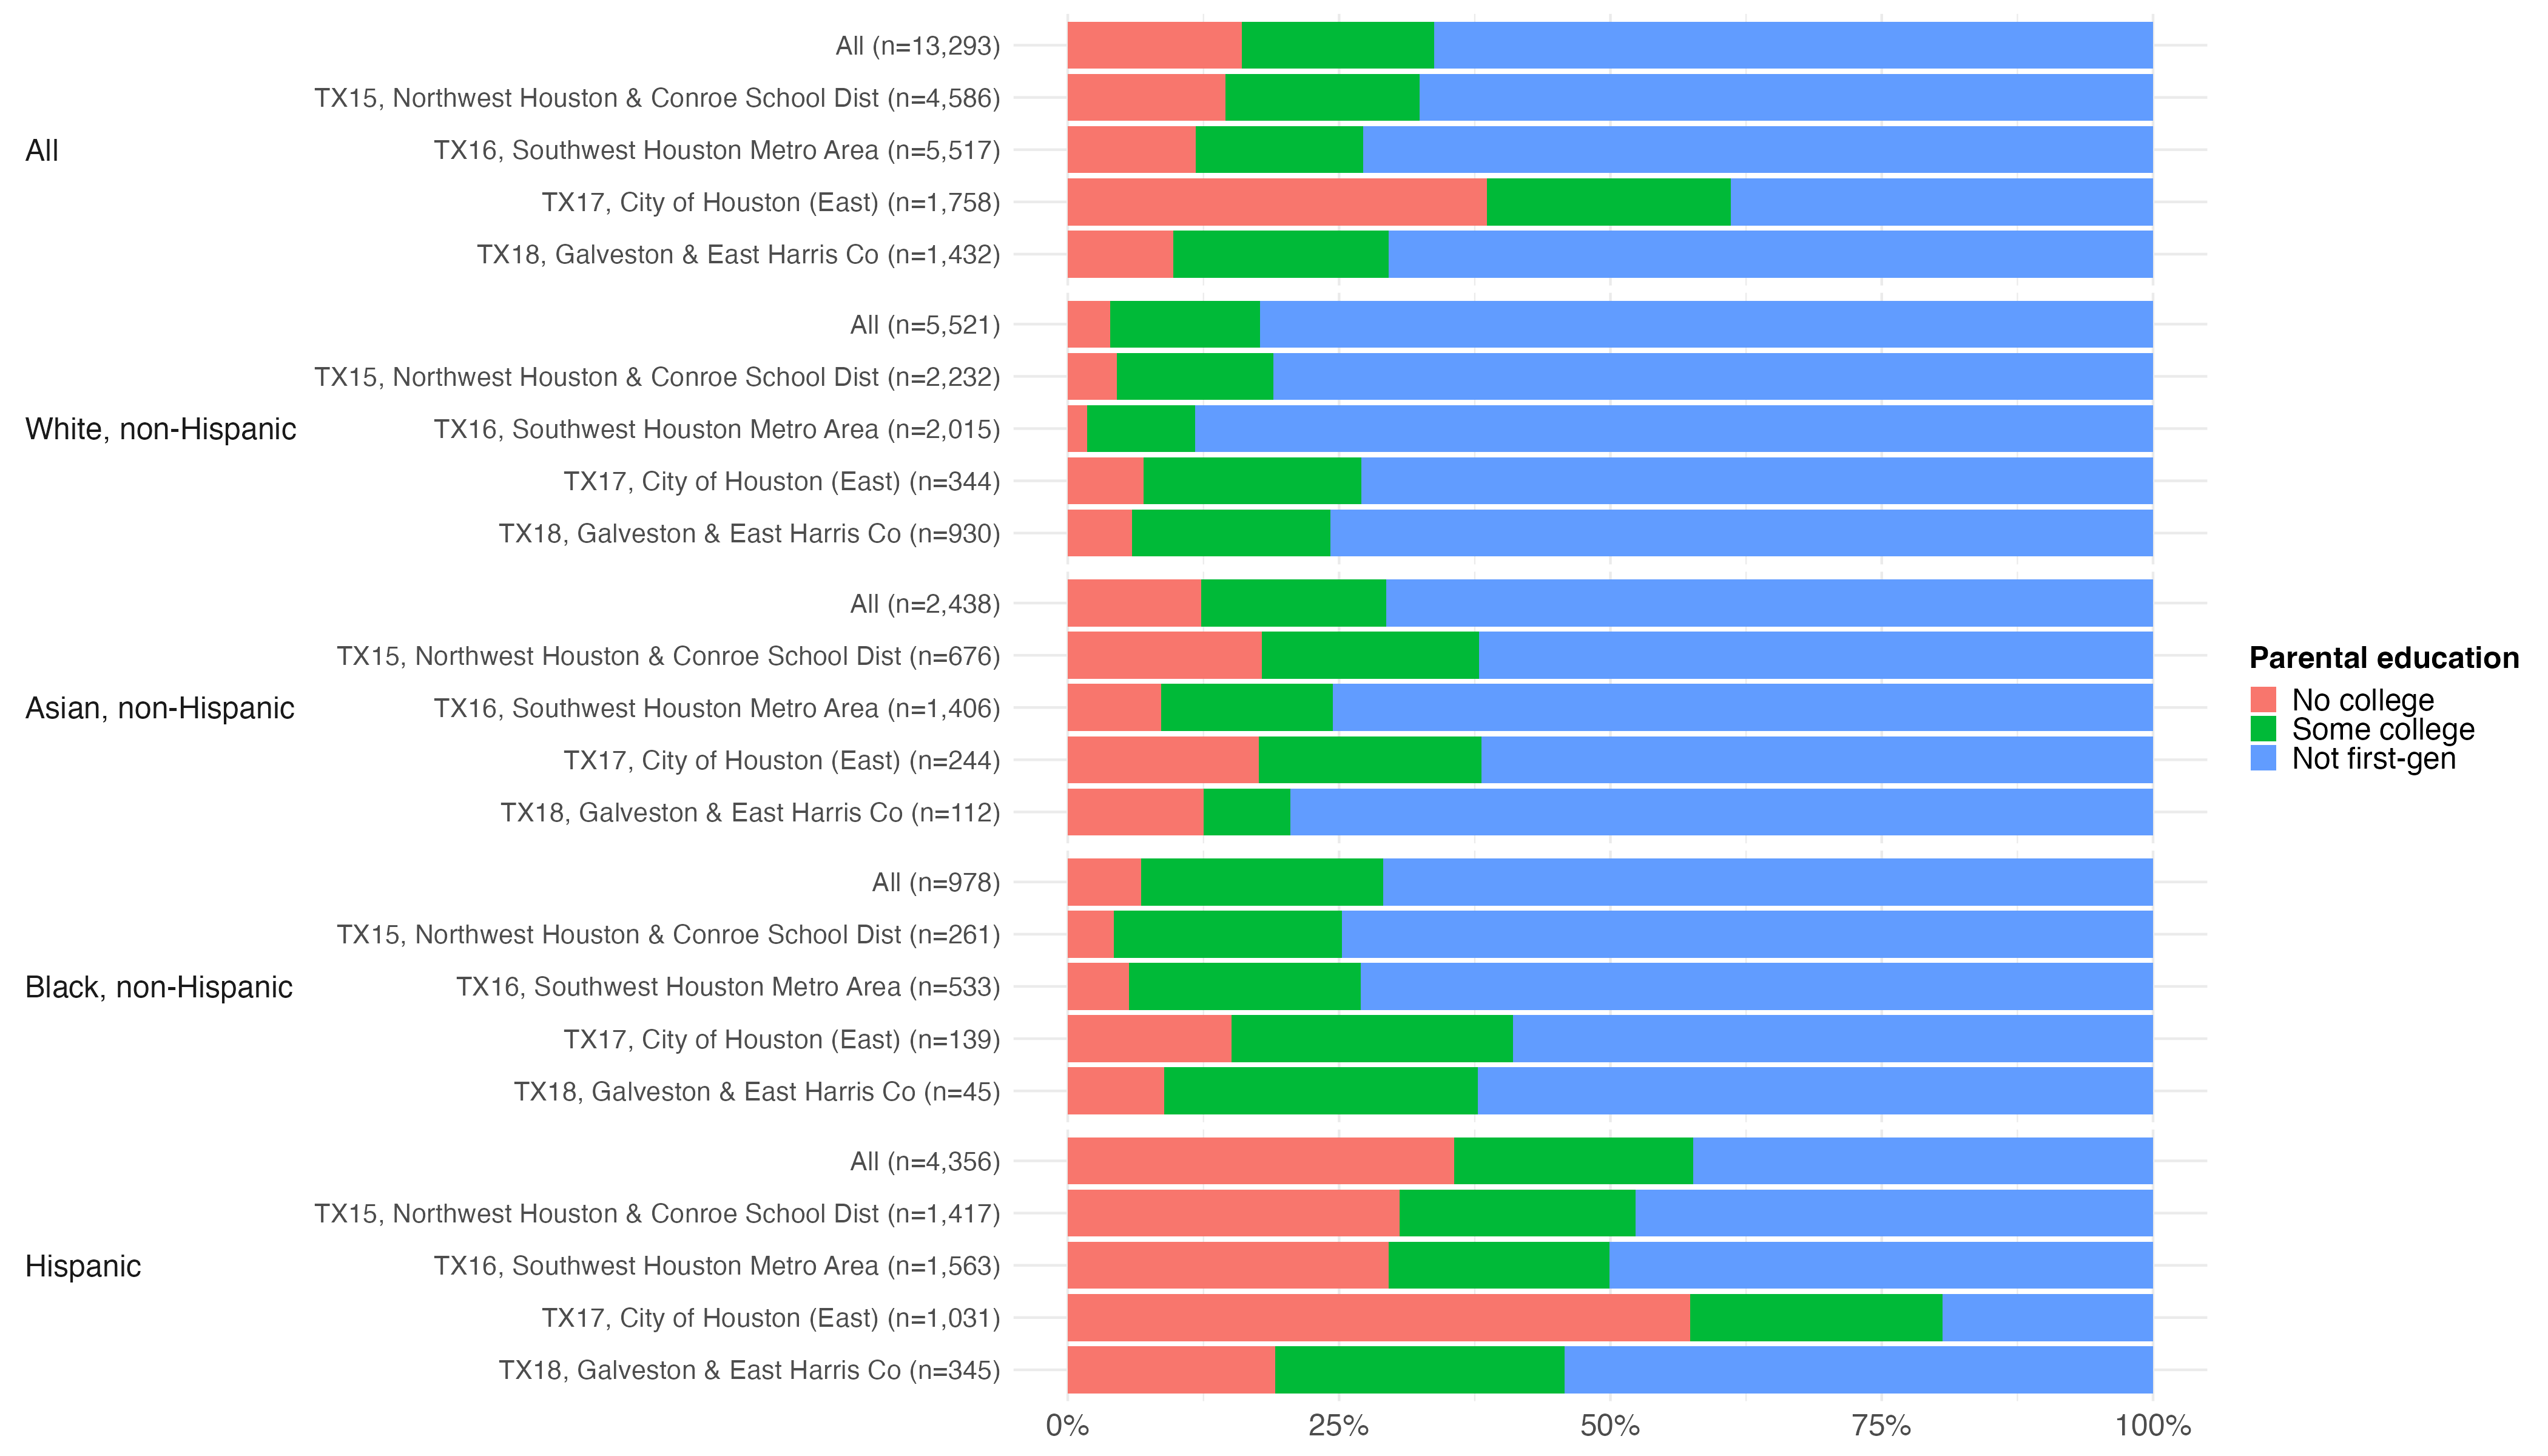 All
All (n=13,293)
TX15, Northwest Houston & Conroe School Dist (n=4,586)
TX16, Southwest Houston Metro Area (n=5,517)
TX17, City of Houston (East) (n=1,758)
TX18, Galveston & East Harris Co (n=1,432)
White, non-Hispanic
All (n=5,521)
TX15, Northwest Houston & Conroe School Dist (n=2,232)
TX16, Southwest Houston Metro Area (n=2,015)
TX17, City of Houston (East) (n=344)
TX18, Galveston & East Harris Co (n=930)
Asian, non-Hispanic
All (n=2,438)
TX15, Northwest Houston & Conroe School Dist (n=676)
TX16, Southwest Houston Metro Area (n=1,406)
TX17, City of Houston (East) (n=244)
TX18, Galveston & East Harris Co (n=112)
Black, non-Hispanic
All (n=978)
TX15, Northwest Houston & Conroe School Dist (n=261)
TX16, Southwest Houston Metro Area (n=533)
TX17, City of Houston (East) (n=139)
TX18, Galveston & East Harris Co (n=45)
Hispanic
All (n=4,356)
TX15, Northwest Houston & Conroe School Dist (n=1,417)
TX16, Southwest Houston Metro Area (n=1,563)
TX17, City of Houston (East) (n=1,031)
TX18, Galveston & East Harris Co (n=345)
0% 25% 50% 75% 100%
Parental education
No college
Some college
Not first-gen